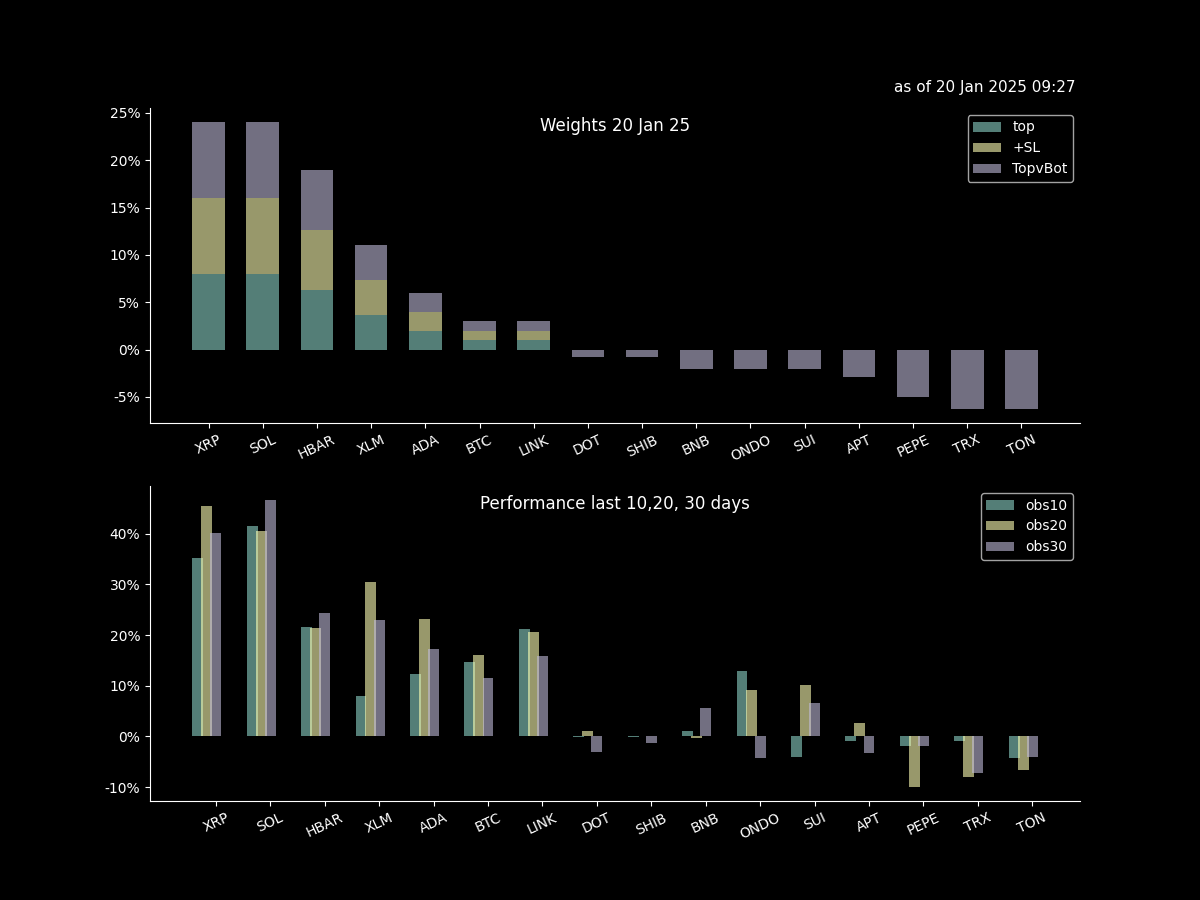 as of 20 Jan 2025 09:27
Weights 20 Jan 25
top
+SL
TopvBot
25%
20%
15%
10%
5%
0%
-5%
XRP SOL HBAR XLM ADA BTC LINK DOT SHIB BNB ONDO SUI APT PEPE TRX TON
Performance last 10,20, 30 days
obs10
obs20
obs30
40%
30%
20%
10%
0%
-10%
XRP SOL HBAR XLM ADA BTC LINK DOT SHIB BNB ONDO SUI APT PEPE TRX TON